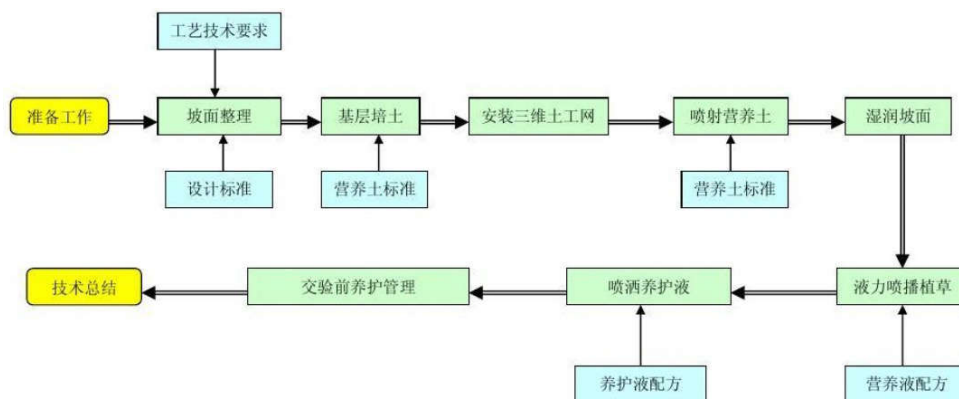 工艺技术要求
准备工作
坡面整理
基层培土
安装三维土工网
喷射营养土
湿润坡面
设计标准
营养土标准
营养土标准
技术总结
交验前养护管理
喷洒养护液
液力喷播植草
养护液配方
营养液配方